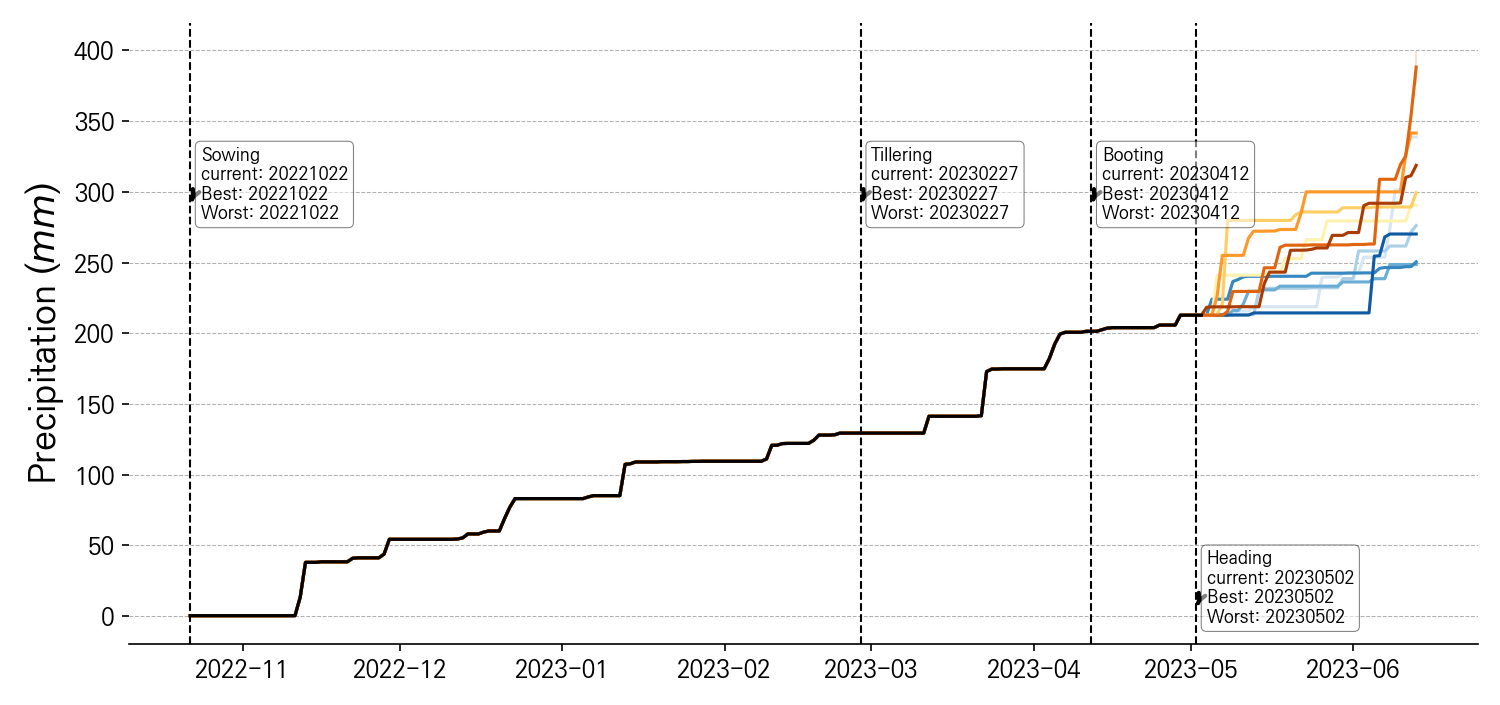 Precipitation (mm)
400
350
300
250
200
150
100
50
0
Sowing
current: 20221022
Best: 20221022
Worst: 20221022
Tillering
current: 20230227
Best: 20230227
Worst: 20230227
Booting
current: 20230412
Best: 20230412
Worst: 20230412
Heading
current: 20230502
Best: 20230502
Worst: 20230502
2022−11
2022−12
2023−01
2023−02
2023−03
2023−04
2023−05
2023−06